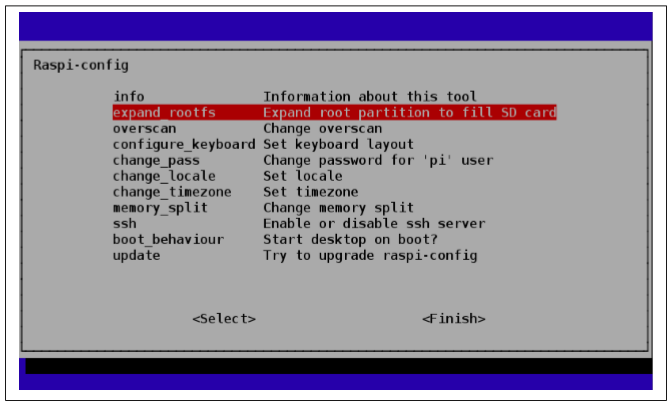 Raspi-config
info Information about this tool
expand_rootfs Expand root partition to fill SD card
overscan Change overscan
configure_keyboard Set keyboard layout
change_pass Change password for 'pi' user
change_locale Set locale
change_timezone Set timezone
memory_split Change memory split
ssh Enable or disable ssh server
boot_behaviour Start desktop on boot?
update Try to upgrade raspi-config
<Select> <Finish>